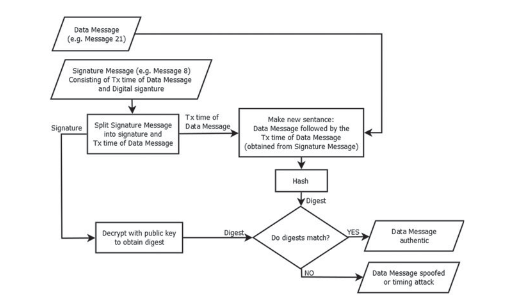 Data Message
(e.g. Message 21)
Signature Message (e.g. Message 8)
Consisting of Tx time of Data Message
and Digital siganture
Signature
Split Signature Message
into signature and
Tx time of Data Message
Tx time of
Data Message
Make new sentence:
Data Message followed by the
Tx time of Data Message
(obtained from Signature Message)
Hash
Digest
Decrypt with public key
to obtain digest
Digest
Do digests match?
YES
Data Message
authentic
NO
Data Message spoofed
or timing attack